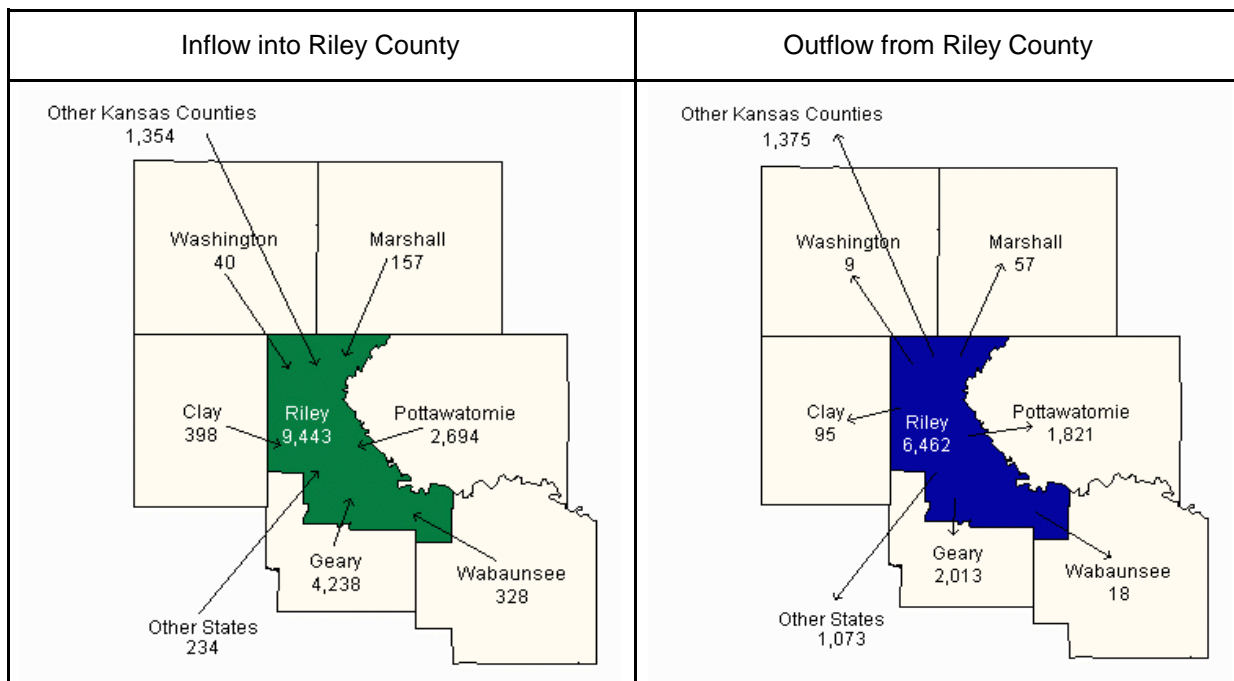 Inflow into Riley County
Outflow from Riley County
Other Kansas Counties
1,354
Washington
40
Marshall
157
Clay
398
Riley
9,443
Pottawatomie
2,694
Geary
4,238
Wabaunsee
328
Other States
234
Other Kansas Counties
1,375
Washington
9
Marshall
57
Clay
95
Riley
6,462
Pottawatomie
1,821
Geary
2,013
Wabaunsee
18
Other States
1,073